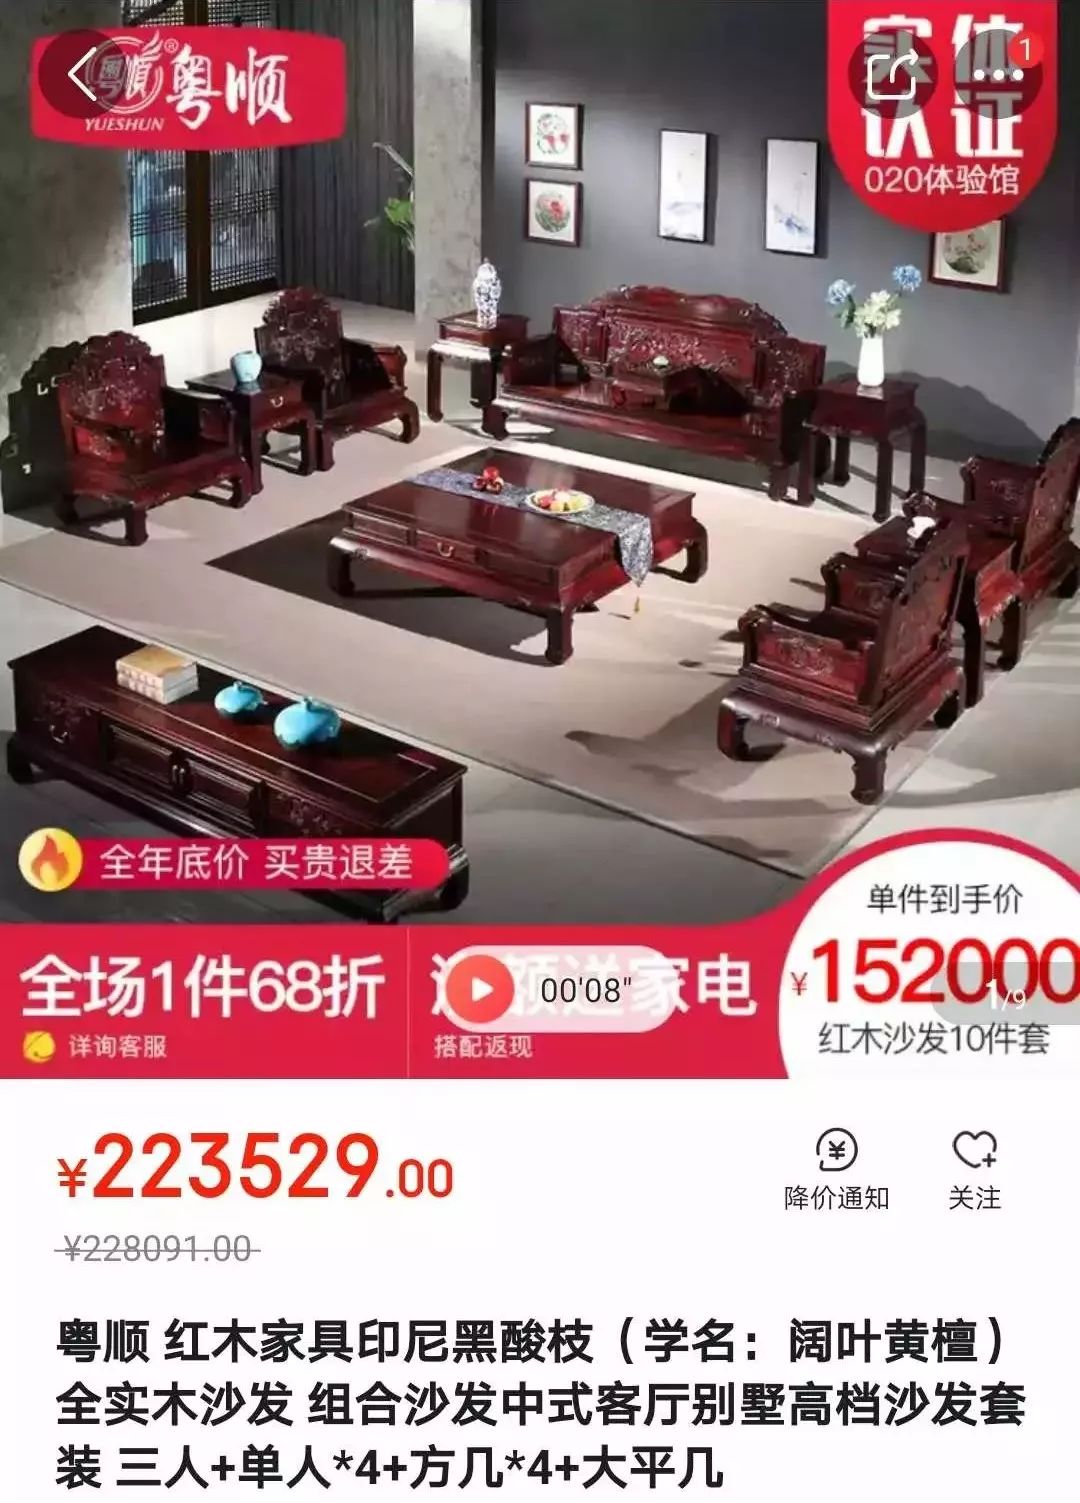 粤顺®
YUESHUN
1
实体
认证
020体验馆
全年底价 买贵退差
单件到手价
全场1件68折
家电
¥152000
00'08"
1/9
详询客服
搭配返现
红木沙发10件套
¥223529.00
¥228091.00
降价通知
关注
粤顺 红木家具印尼黑酸枝（学名：阔叶黄檀）
全实木沙发 组合沙发中式客厅别墅高档沙发套
装 三人+单人*4+方几*4+大平几